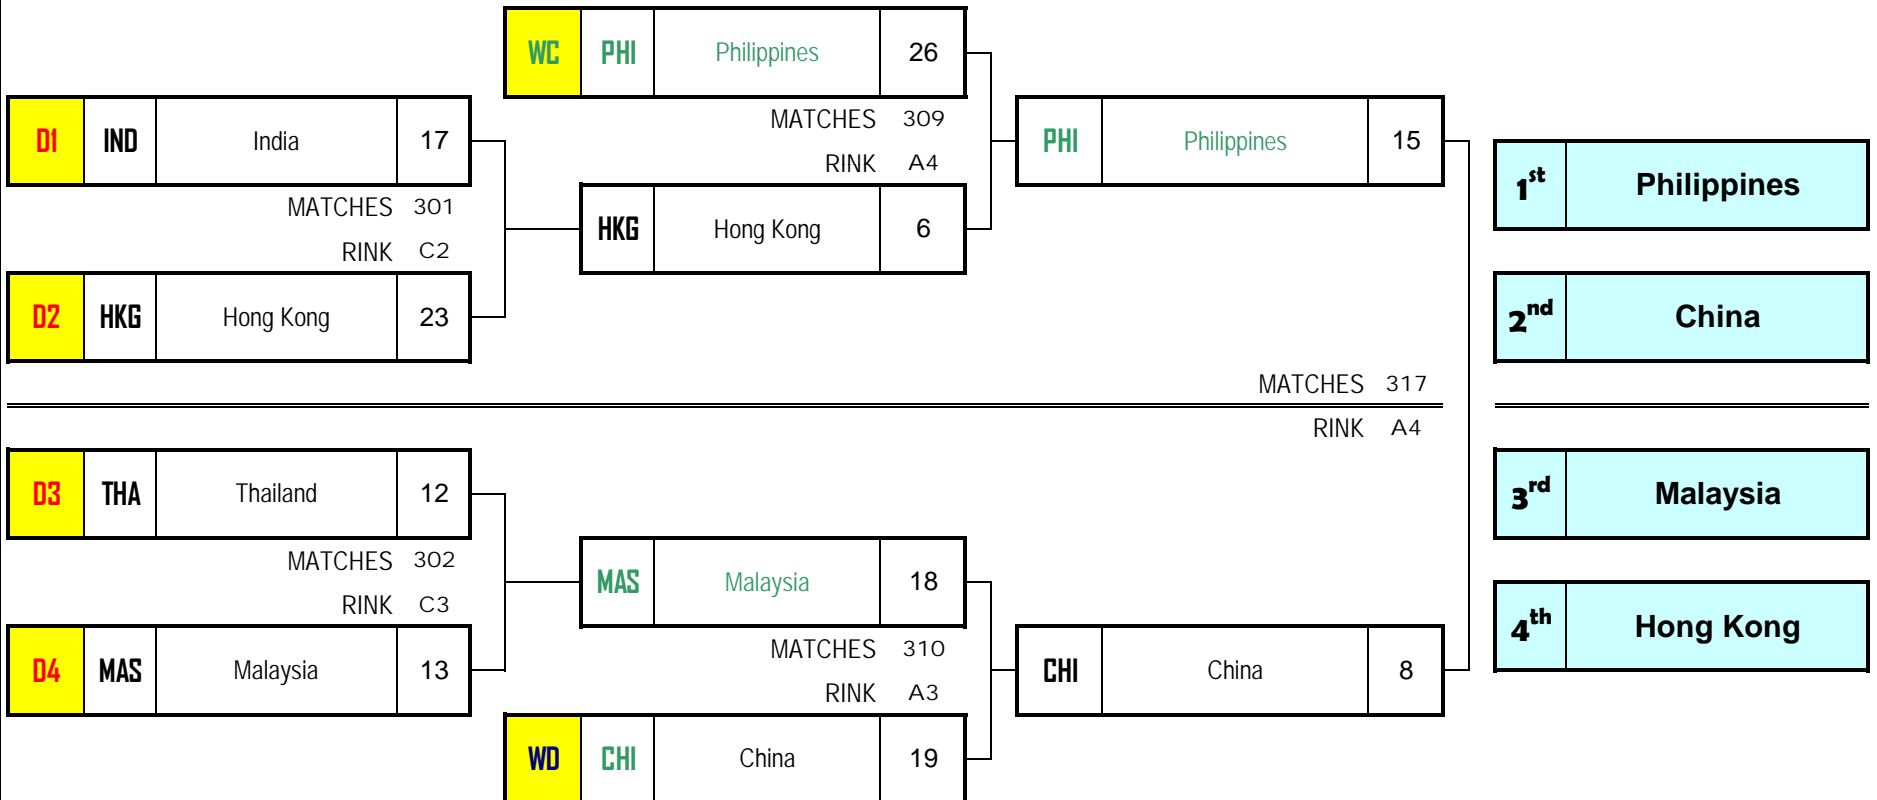 WC PHI Philippines 26
MATCHES 309
RINK A4
D1 IND India 17
MATCHES 301
RINK C2
D2 HKG Hong Kong 23
HKG Hong Kong 6
PHI Philippines 15
1st Philippines
2nd China
MATCHES 317
RINK A4
D3 THA Thailand 12
MATCHES 302
RINK C3
D4 MAS Malaysia 13
MAS Malaysia 18
MATCHES 310
RINK A3
WD CHI China 19
CHI China 8
3rd Malaysia
4th Hong Kong